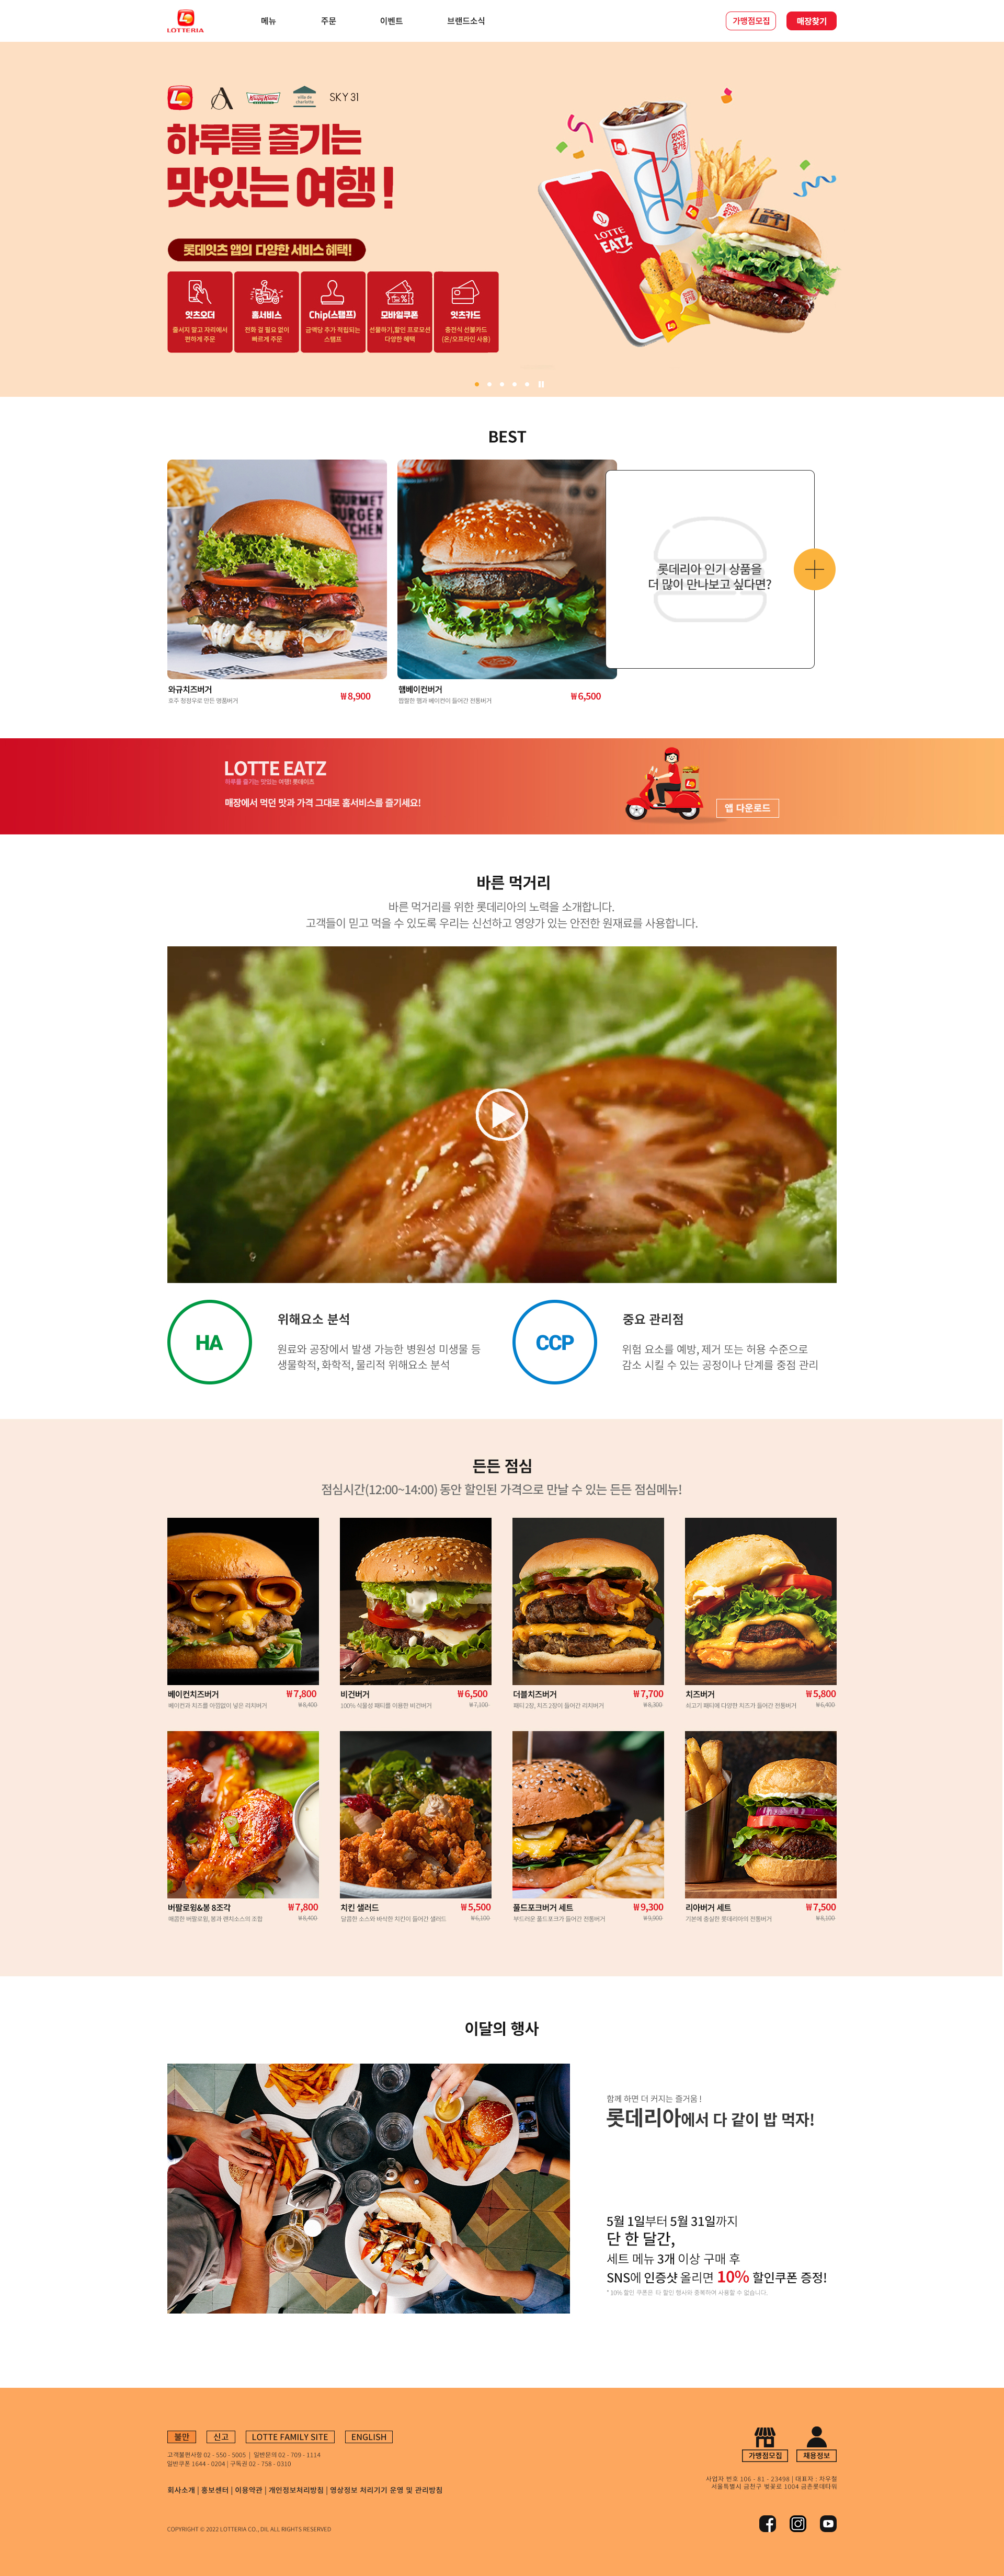 LOTTERIA
메뉴 주문 이벤트 브랜드소식
가맹점모집 매장찾기
Krispy Kreme
ville de charlotte
SKY 31
하루를 즐기는
맛있는 여행!
롯데잇츠 앱의 다양한 서비스 혜택!
잇츠오더
줄서지 말고 자리에서
편하게 주문
홈서비스
전화 걸 필요 없이
빠르게 주문
Chip(스탬프)
금액당 추가 적립되는
스탬프
모바일쿠폰
선물하기,할인 프로모션
다양한 혜택
잇츠카드
충전식 선불카드
(온/오프라인 사용)
LOTTE
EATZ
BEST
GOURMET
BURGER
KITCHEN
와규치즈버거
호주 청정우로 만든 명품버거
₩8,900
햄베이컨버거
짭짤한 햄과 베이컨이 들어간 전통버거
₩6,500
롯데리아 인기 상품을
더 많이 만나보고 싶다면?
LOTTE EATZ
하루를 즐기는 맛있는 여행! 롯데이츠
매장에서 먹던 맛과 가격 그대로 홈서비스를 즐기세요!
앱 다운로드
바른 먹거리
바른 먹거리를 위한 롯데리아의 노력을 소개합니다.
고객들이 믿고 먹을 수 있도록 우리는 신선하고 영양가 있는 안전한 원재료를 사용합니다.
HA
위해요소 분석
원료와 공장에서 발생 가능한 병원성 미생물 등
생물학적, 화학적, 물리적 위해요소 분석
CCP
중요 관리점
위험 요소를 예방, 제거 또는 허용 수준으로
감소 시킬 수 있는 공정이나 단계를 중점 관리
든든 점심
점심시간(12:00~14:00) 동안 할인된 가격으로 만날 수 있는 든든 점심메뉴!
베이컨치즈버거 ₩7,800
베이컨과 치즈를 아낌없이 넣은 리치버거 ₩8,400
비건버거 ₩6,500
100% 식물성 패티를 이용한 비건버거 ₩7,100
더블치즈버거 ₩7,700
패티 2장, 치즈 2장이 들어간 리치버거 ₩8,300
치즈버거 ₩5,800
쇠고기 패티에 다양한 치즈가 들어간 전통버거 ₩6,400
버팔로윙&봉 8조각 ₩7,800
매콤한 버팔로윙, 봉과 랜치소스의 조합 ₩8,400
치킨 샐러드 ₩5,500
달콤한 소스와 바삭한 치킨이 들어간 샐러드 ₩6,100
풀드포크버거 세트 ₩9,300
부드러운 풀드포크가 들어간 전통버거 ₩9,900
리아버거 세트 ₩7,500
기본에 충실한 롯데리아의 전통버거 ₩8,100
이달의 행사
함께 하면 더 커지는 즐거움 !
롯데리아에서 다 같이 밥 먹자!
5월 1일부터 5월 31일까지
단 한 달간,
세트 메뉴 3개 이상 구매 후
SNS에 인증샷 올리면 10% 할인쿠폰 증정!
* 10% 할인 쿠폰은 타 할인 행사와 중복하여 사용할 수 없습니다.
불만 신고 LOTTE FAMILY SITE ENGLISH
고객불편사항 02 - 550 - 5005 | 일반문의 02 - 709 - 1114
일반쿠폰 1644 - 0204 | 구독권 02 - 758 - 0310
회사소개 | 홍보센터 | 이용약관 | 개인정보처리방침 | 영상정보 처리기기 운영 및 관리방침
COPYRIGHT © 2022 LOTTERIA CO., DII, ALL RIGHTS RESERVED
가맹점모집 채용정보
사업자 번호 106 - 81 - 23498 | 대표자 : 차우철
서울특별시 금천구 벚꽃로 1004 금촌롯데타워